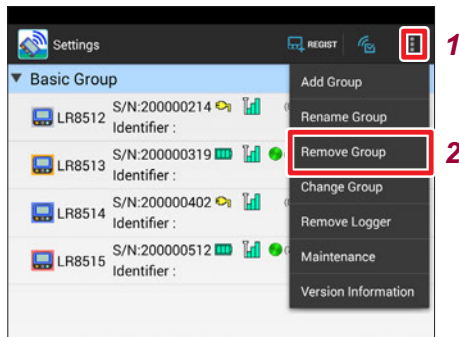 Settings
REGIST
1
Basic Group
Add Group
LR8512
S/N:200000214
Identifier :
Rename Group
LR8513
S/N:200000319
Identifier :
Remove Group
2
Change Group
LR8514
S/N:200000402
Identifier :
Remove Logger
LR8515
S/N:200000512
Identifier :
Maintenance
Version Information